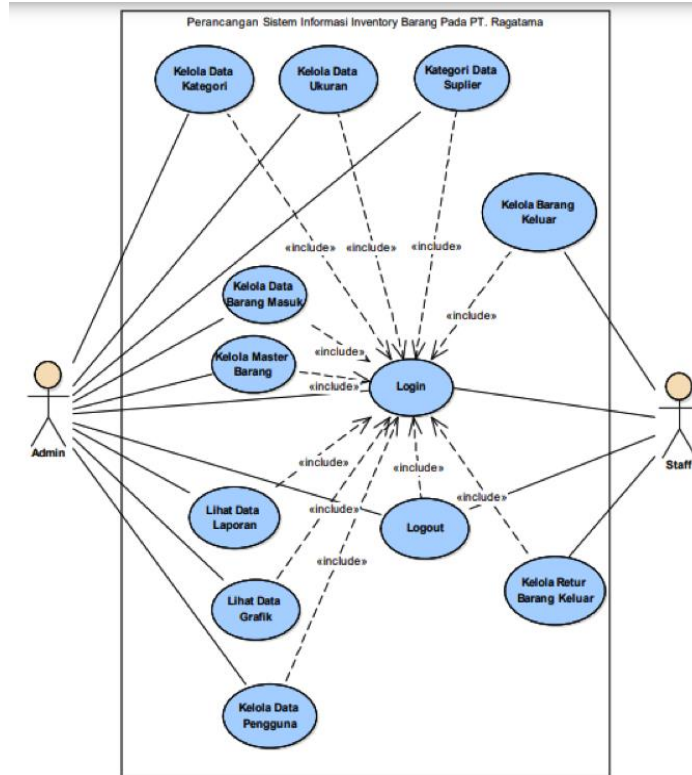 Perancangan Sistem Informasi Inventory Barang Pada PT. Ragatama
Kelola Data
Kategori
Kelola Data
Ukuran
Kategori Data
Suplier
Kelola Barang
Keluar
«include»
«include»
«include»
«include»
Kelola Data
Barang Masuk
«include»
Kelola Master
Barang
«include»
Login
Admin
Staff
«include»
«include»
«include»
«include»
Lihat Data
Laporan
Logout
Lihat Data
Grafik
Kelola Retur
Barang Keluar
Kelola Data
Pengguna
«include»